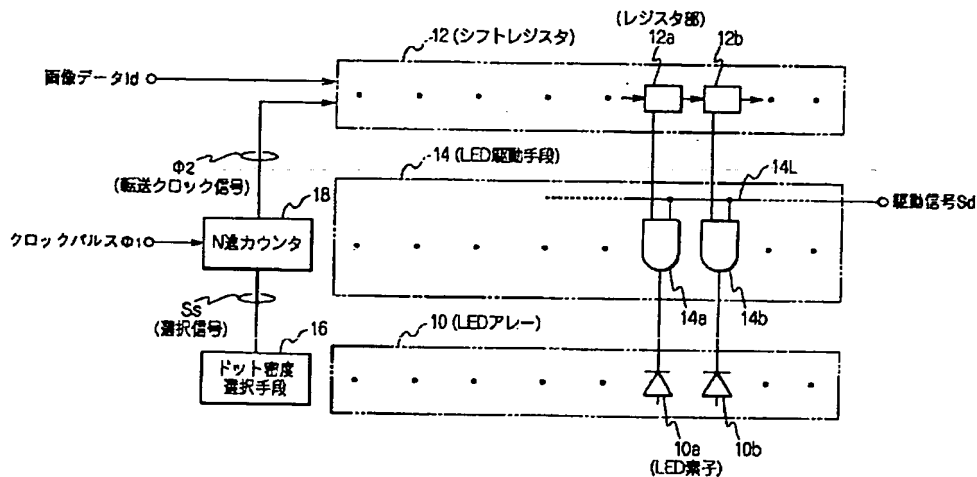 (レジスタ部)
12(シフトレジスタ)
12a
12b
画像データId
14(LED駆動手段)
Φ2
(転送クロック信号)
14L
駆動信号Sd
18
クロックパルスΦ1
N進カウンタ
14a
14b
Ss
(選択信号)
16
10(LEDアレー)
ドット密度
選択手段
10a
10b
(LED素子)